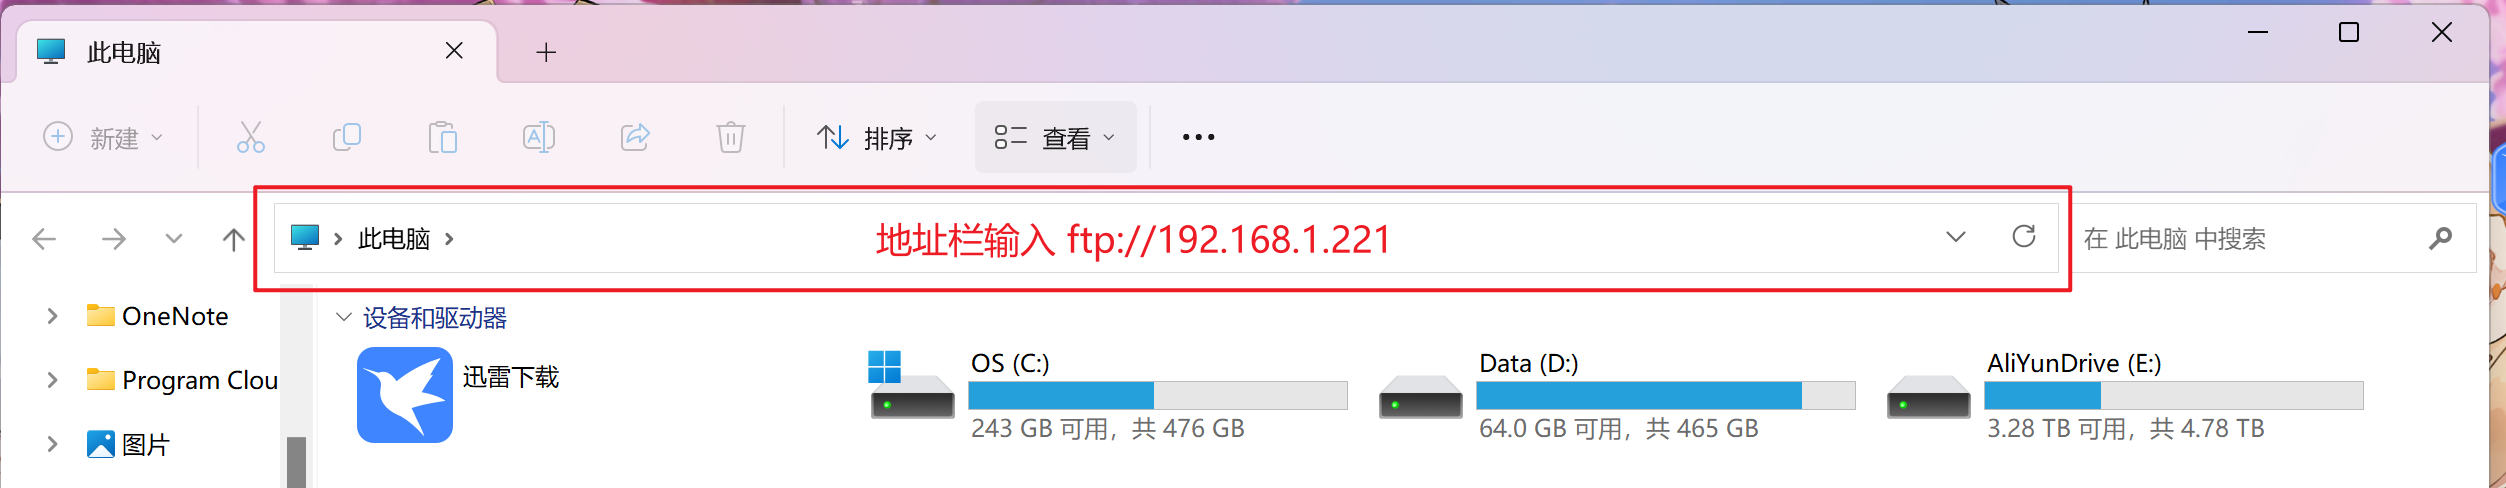 此电脑
新建
排序
查看
此电脑
地址栏输入 ftp://192.168.1.221
在 此电脑 中搜索
OneNote
Program Clou
图片
设备和驱动器
迅雷下载
OS (C:)
243 GB 可用，共 476 GB
Data (D:)
64.0 GB 可用，共 465 GB
AliYunDrive (E:)
3.28 TB 可用，共 4.78 TB